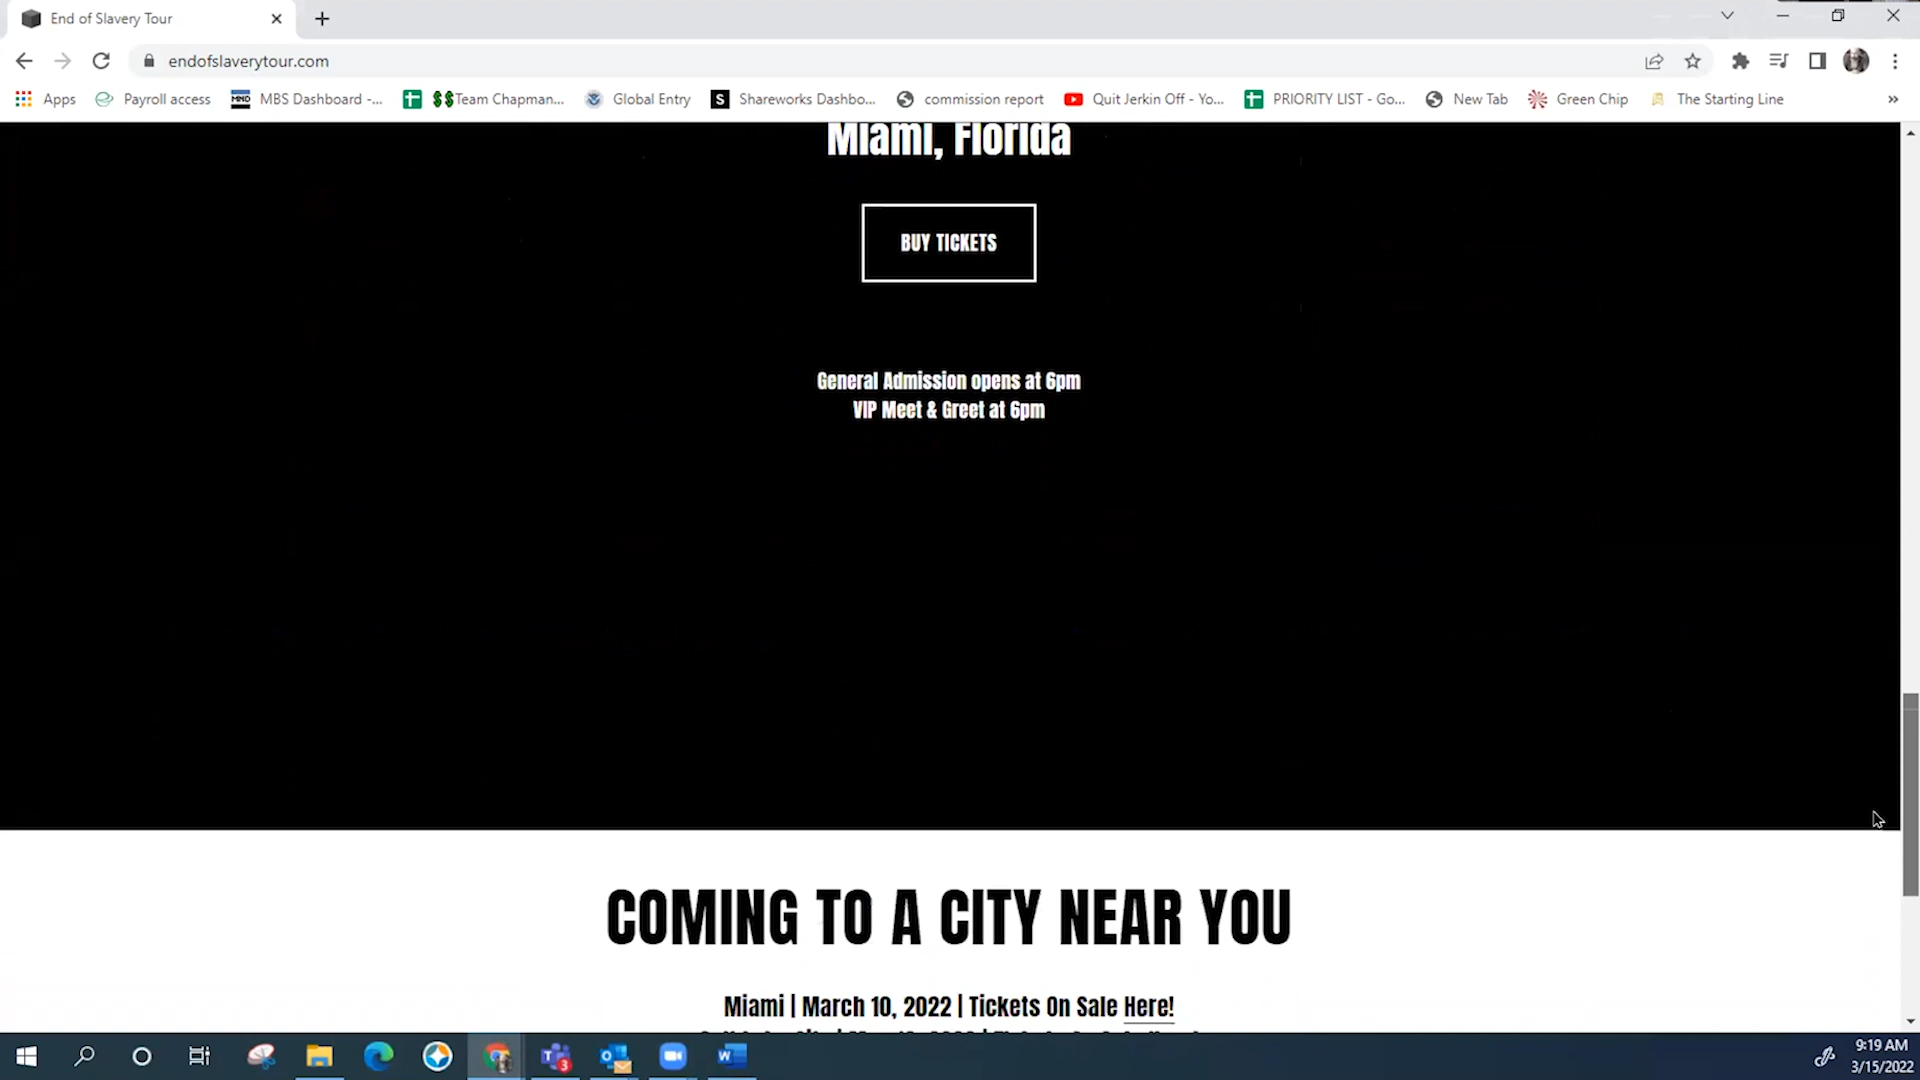 End of Slavery Tour
endofslaverytour.com
Apps
Payroll access
MND
MBS Dashboard -...
$$Team Chapman...
Global Entry
S
Shareworks Dashbo...
commission report
Quit Jerkin Off - Yo...
PRIORITY LIST - Go...
New Tab
Green Chip
The Starting Line
»
Miami, Florida
BUY TICKETS
General Admission opens at 6pm
VIP Meet & Greet at 6pm
COMING TO A CITY NEAR YOU
Miami | March 10, 2022 | Tickets On Sale Here!
3
9:19 AM
3/15/2022